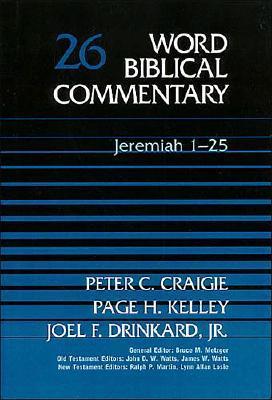 26 WORD
BIBLICAL
COMMENTARY
Jeremiah 1–25
PETER C. CRAIGIE
PAGE H. KELLEY
JOEL F. DRINKARD, JR.
General Editor: Bruce M. Metzger
Old Testament Editors: John D. W. Watts, James W. Watts
New Testament Editors: Ralph P. Martin, Lynn Allan Losie